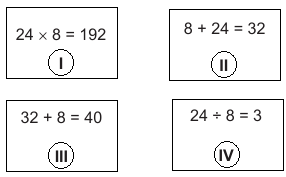 24 × 8 = 192
I
8 + 24 = 32
II
32 + 8 = 40
III
24 ÷ 8 = 3
IV